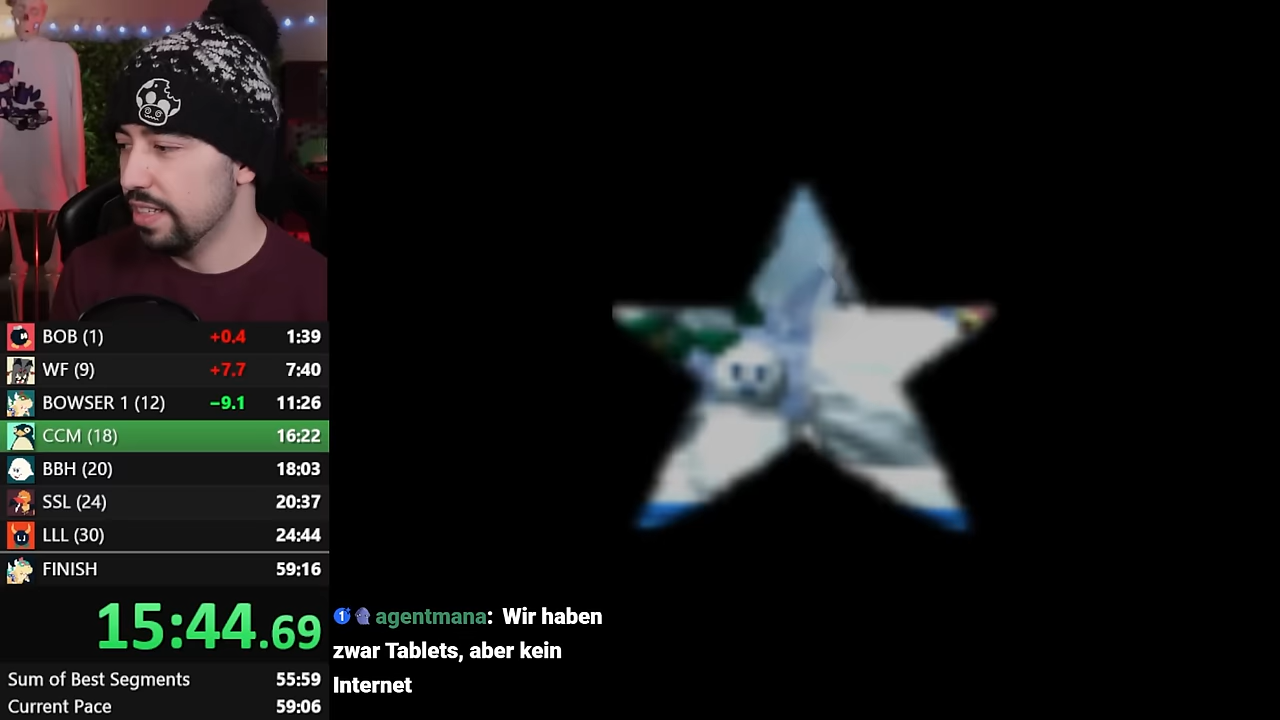 BOB (1) +0.4 1:39
WF (9) +7.7 7:40
BOWSER 1 (12) −9.1 11:26
CCM (18) 16:22
BBH (20) 18:03
SSL (24) 20:37
LLL (30) 24:44
FINISH 59:16
15:44.69
Sum of Best Segments 55:59
Current Pace 59:06
1 agentmana: Wir haben
zwar Tablets, aber kein
Internet